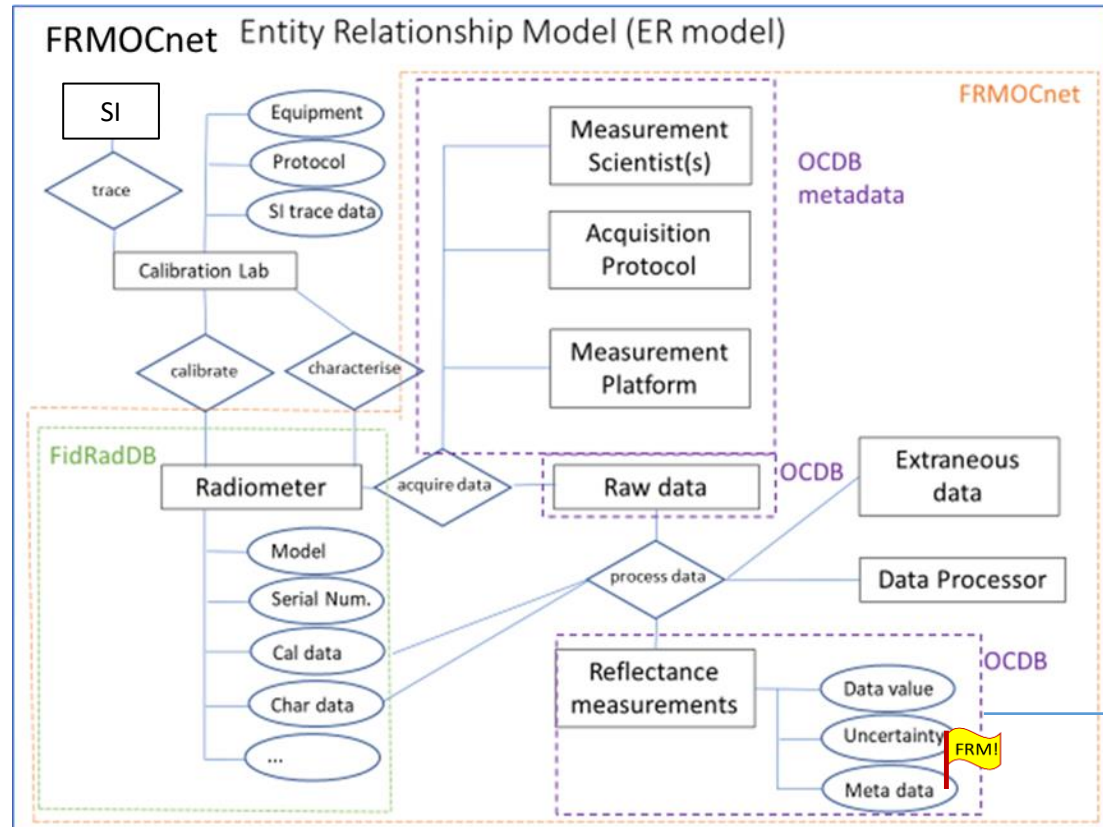 FRMOCnet Entity Relationship Model (ER model)
SI
trace
Equipment
Protocol
SI trace data
Calibration Lab
calibrate
characterise
FRMOCnet
Measurement
Scientist(s)
OCDB
metadata
Acquisition
Protocol
Measurement
Platform
FidRadDB
Radiometer
acquire data
Raw data
OCDB
Extraneous
data
Model
Serial Num.
Cal data
Char data
...
process data
Data Processor
Reflectance
measurements
OCDB
Data value
Uncertainty
FRM!
Meta data